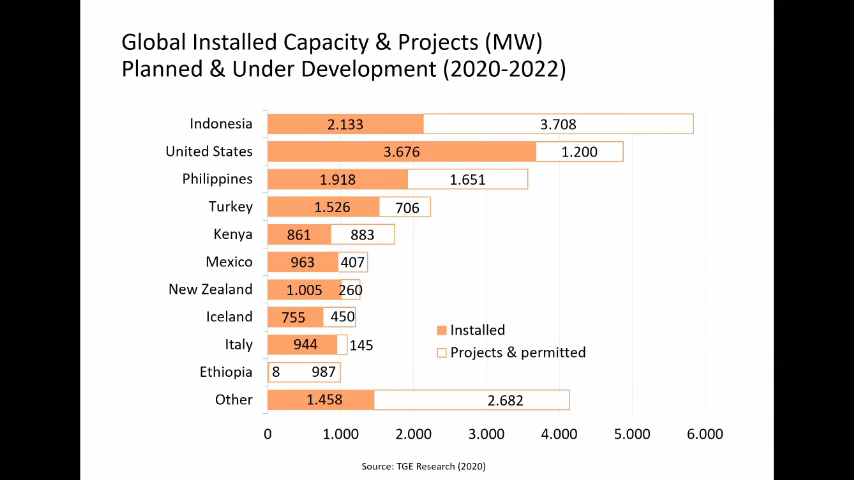 Global Installed Capacity & Projects (MW)
Planned & Under Development (2020-2022)
Indonesia 2.133 3.708
United States 3.676 1.200
Philippines 1.918 1.651
Turkey 1.526 706
Kenya 861 883
Mexico 963 407
New Zealand 1.005 260
Iceland 755 450
Installed
Italy 944 145
Projects & permitted
Ethiopia 8 987
Other 1.458 2.682
0 1.000 2.000 3.000 4.000 5.000 6.000
Source: TGE Research (2020)